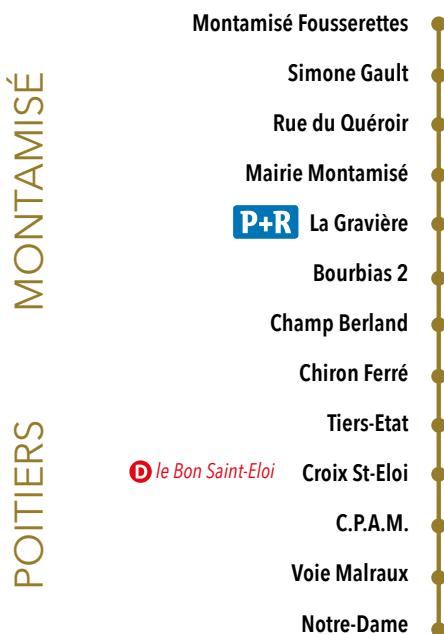 Montamisé Fousserettes
Simone Gault
Rue du Quéroir
Mairie Montamisé
P+R La Gravière
Bourbias 2
Champ Berland
Chiron Ferré
Tiers-Etat
D le Bon Saint-Eloi Croix St-Eloi
C.P.A.M.
Voie Malraux
Notre-Dame
MONTAMISÉ
POITIERS